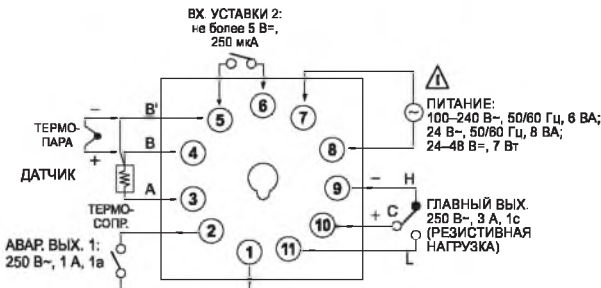 ВХ. УСТАВКИ 2:
не более 5 В=,
250 мкА
ПИТАНИЕ:
100–240 В~, 50/60 Гц, 6 ВА;
24 В~, 50/60 Гц, 8 ВА;
24–48 В=, 7 Вт
– B'
ТЕРМО-
ПАРА
+ B
ДАТЧИК
A
ТЕРМО-
СОПР.
АВАР. ВЫХ. 1:
250 В~, 1 А, 1a
5
6
7
4
8
3
9
2
10
1
11
– H
+ C
L
ГЛАВНЫЙ ВЫХ.
250 В~, 3 А, 1c
(РЕЗИСТИВНАЯ
НАГРУЗКА)